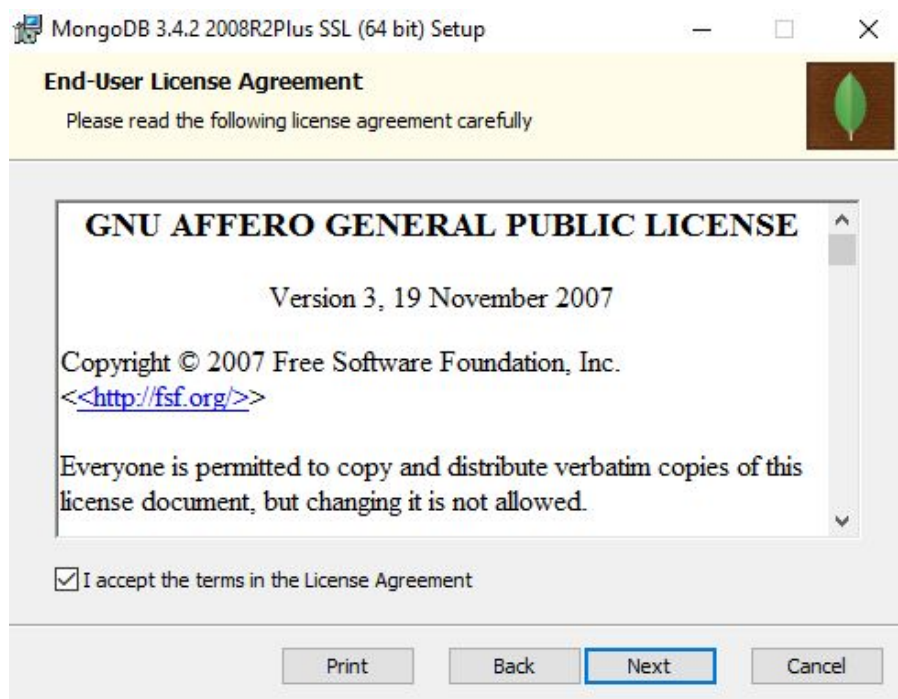 MongoDB 3.4.2 2008R2Plus SSL (64 bit) Setup
End-User License Agreement
Please read the following license agreement carefully
GNU AFFERO GENERAL PUBLIC LICENSE
Version 3, 19 November 2007
Copyright © 2007 Free Software Foundation, Inc.
<<http://fsf.org/>>
Everyone is permitted to copy and distribute verbatim copies of this
license document, but changing it is not allowed.
I accept the terms in the License Agreement
Print Back Next Cancel